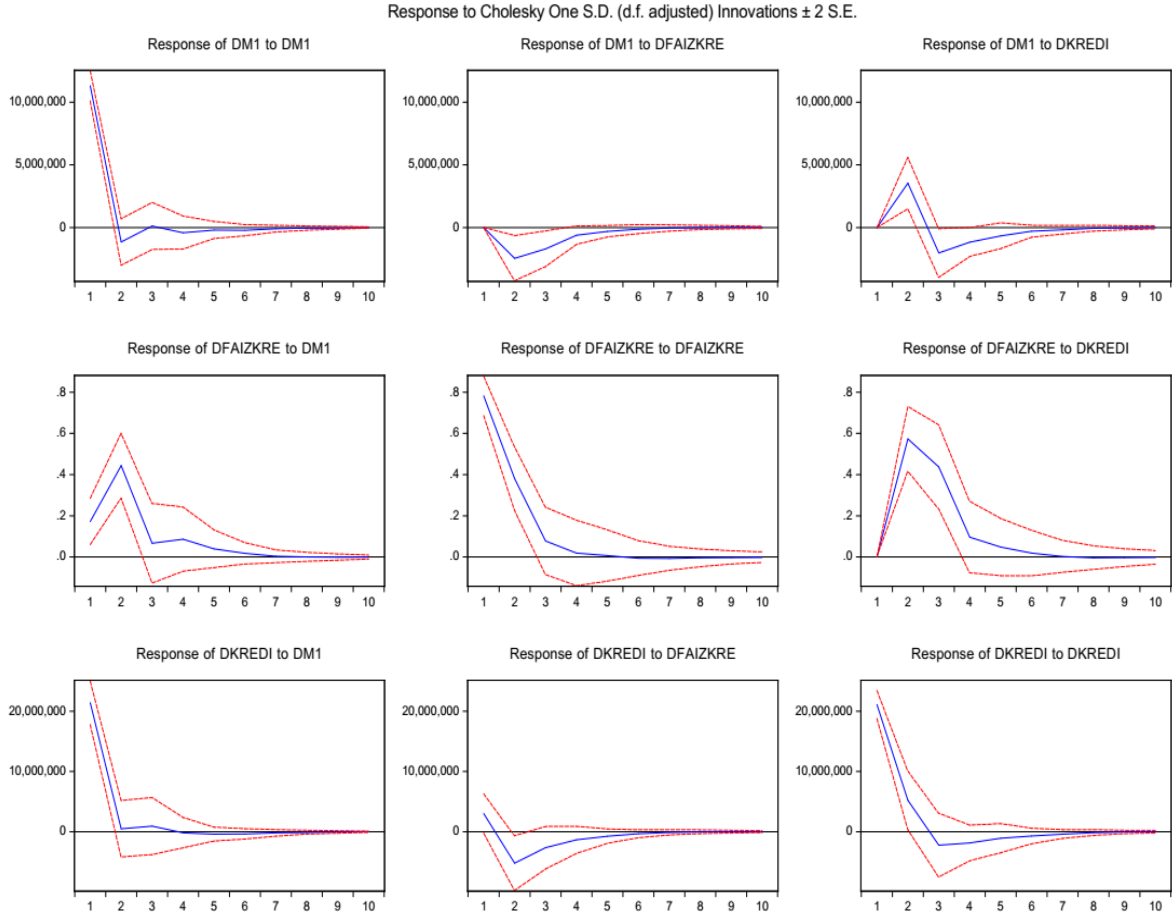 Response to Cholesky One S.D. (d.f. adjusted) Innovations ± 2 S.E.
Response of DM1 to DM1
10,000,000
5,000,000
0
1 2 3 4 5 6 7 8 9 10
Response of DM1 to DFAIZKRE
10,000,000
5,000,000
0
1 2 3 4 5 6 7 8 9 10
Response of DM1 to DKREDI
10,000,000
5,000,000
0
1 2 3 4 5 6 7 8 9 10
Response of DFAIZKRE to DM1
.8
.6
.4
.2
.0
1 2 3 4 5 6 7 8 9 10
Response of DFAIZKRE to DFAIZKRE
.8
.6
.4
.2
.0
1 2 3 4 5 6 7 8 9 10
Response of DFAIZKRE to DKREDI
.8
.6
.4
.2
.0
1 2 3 4 5 6 7 8 9 10
Response of DKREDI to DM1
20,000,000
10,000,000
0
1 2 3 4 5 6 7 8 9 10
Response of DKREDI to DFAIZKRE
20,000,000
10,000,000
0
1 2 3 4 5 6 7 8 9 10
Response of DKREDI to DKREDI
20,000,000
10,000,000
0
1 2 3 4 5 6 7 8 9 10